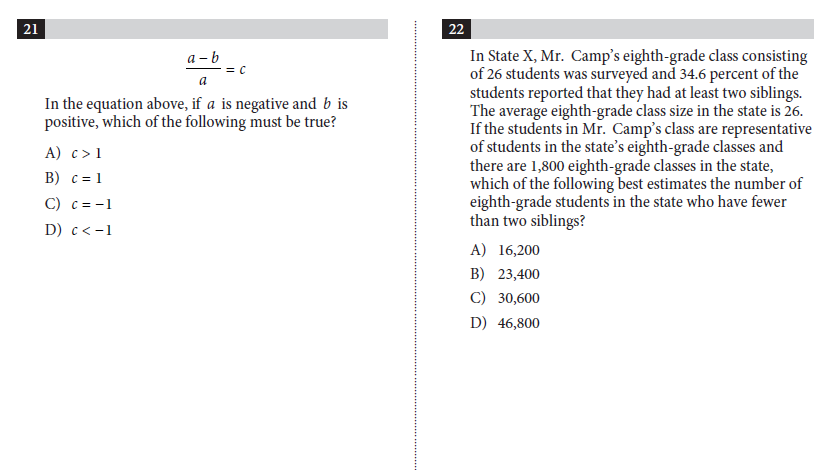 21
a – b
a
= c
In the equation above, if a is negative and b is
positive, which of the following must be true?
A) c > 1
B) c = 1
C) c = –1
D) c < –1
22
In State X, Mr. Camp’s eighth-grade class consisting
of 26 students was surveyed and 34.6 percent of the
students reported that they had at least two siblings.
The average eighth-grade class size in the state is 26.
If the students in Mr. Camp’s class are representative
of students in the state’s eighth-grade classes and
there are 1,800 eighth-grade classes in the state,
which of the following best estimates the number of
eighth-grade students in the state who have fewer
than two siblings?
A) 16,200
B) 23,400
C) 30,600
D) 46,800